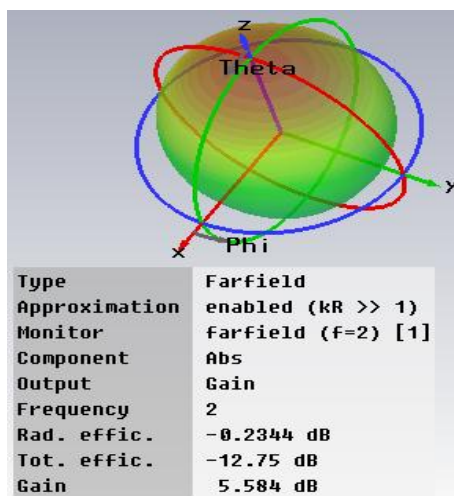 z
Theta
y
Phi
x
Type Farfield
Approximation enabled (kR >> 1)
Monitor farfield (f=2) [1]
Component Abs
Output Gain
Frequency 2
Rad. effic. -0.2344 dB
Tot. effic. -12.75 dB
Gain 5.584 dB